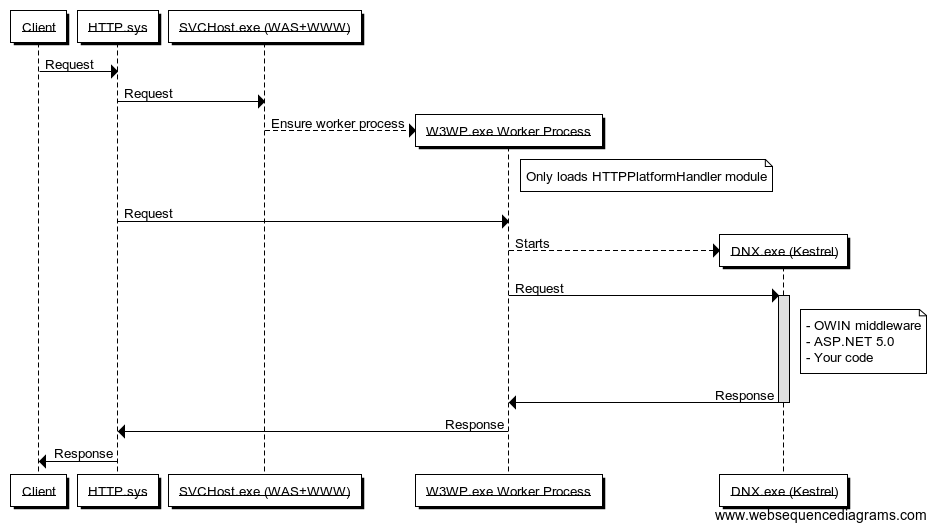 Client
HTTP.sys
SVCHost.exe (WAS+WWW)
Request
Request
Ensure worker process
W3WP.exe Worker Process
Only loads HTTPPlatformHandler module
Request
Starts
DNX.exe (Kestrel)
Request
- OWIN middleware
- ASP.NET 5.0
- Your code
Response
Response
Response
Client
HTTP.sys
SVCHost.exe (WAS+WWW)
W3WP.exe Worker Process
DNX.exe (Kestrel)
www.websequencediagrams.com